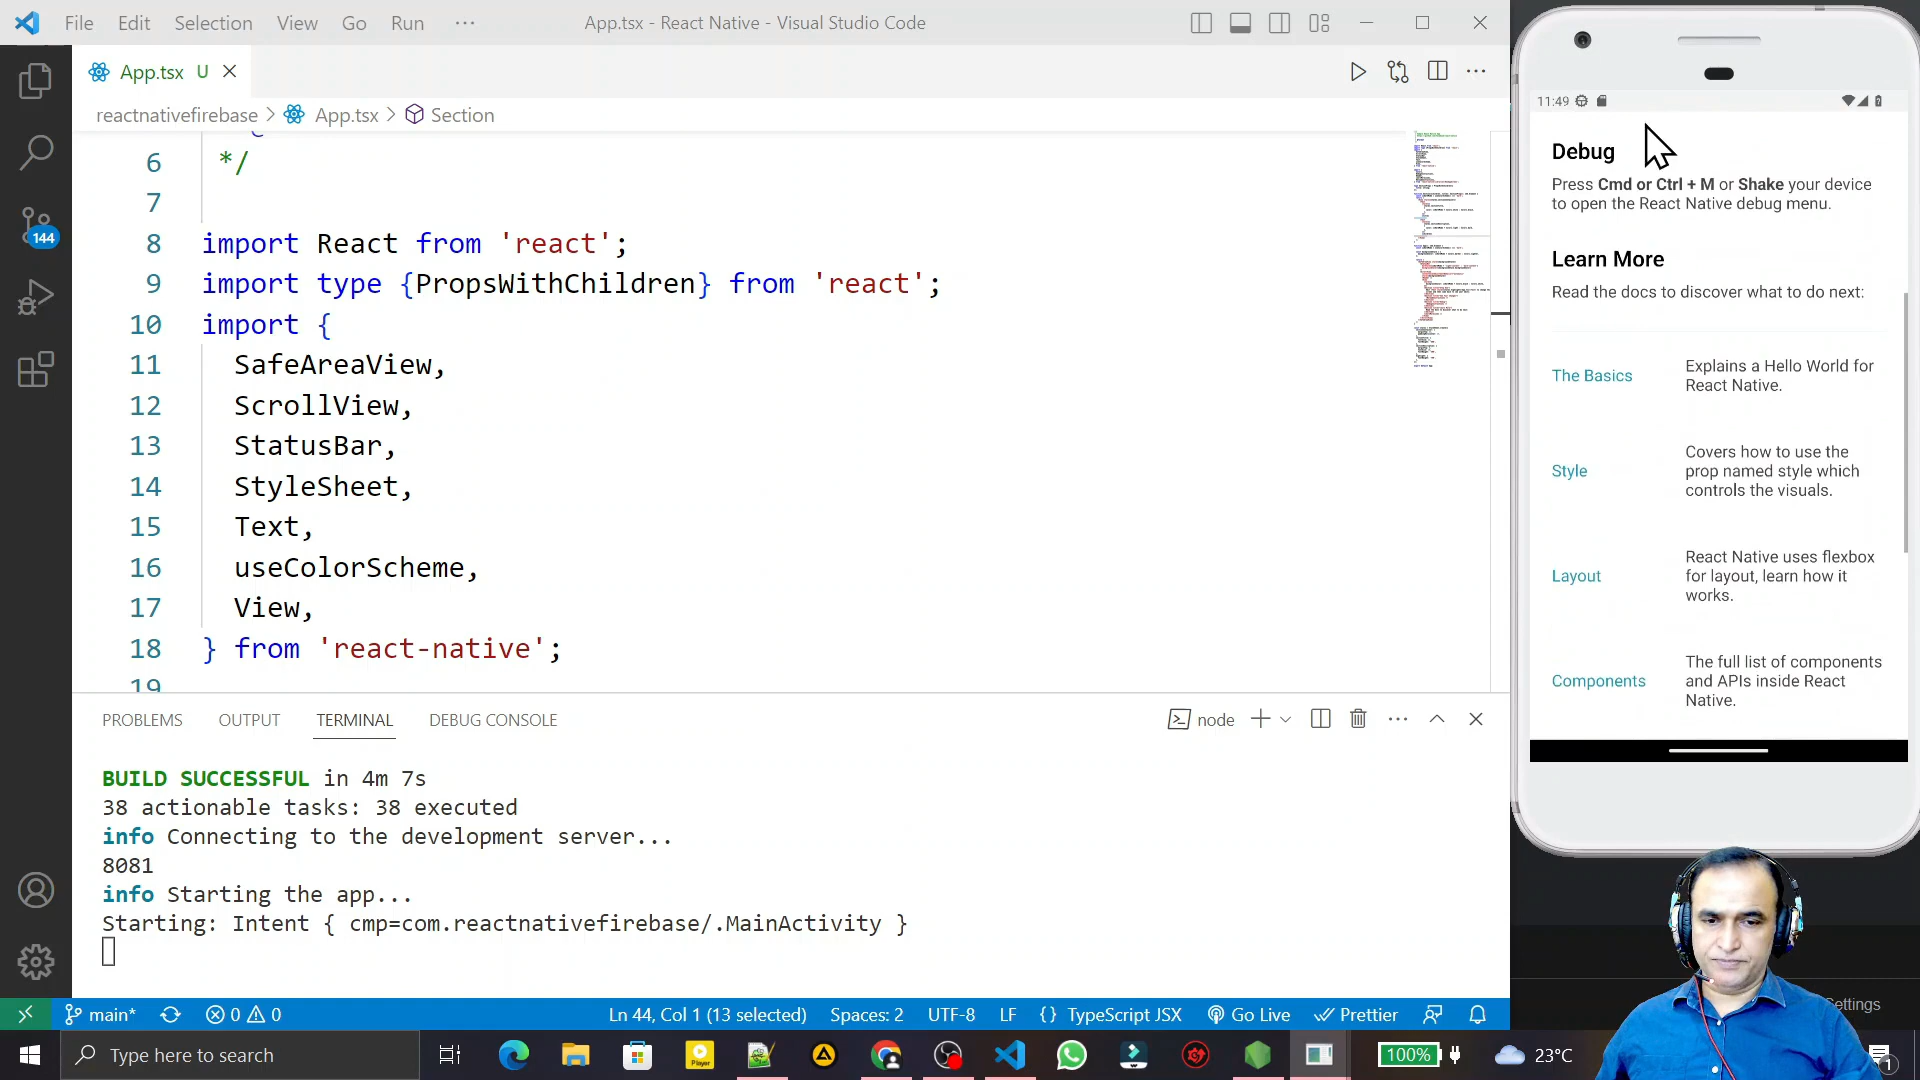 File Edit Selection View Go Run ··· App.tsx - React Native - Visual Studio Code
App.tsx U
reactnativefirebase > App.tsx > Section
6 */
7
8 import React from 'react';
9 import type {PropsWithChildren} from 'react';
10 import {
11 SafeAreaView,
12 ScrollView,
13 StatusBar,
14 StyleSheet,
15 Text,
16 useColorScheme,
17 View,
18 } from 'react-native';
19
144
PROBLEMS OUTPUT TERMINAL DEBUG CONSOLE node
BUILD SUCCESSFUL in 4m 7s
38 actionable tasks: 38 executed
info Connecting to the development server...
8081
info Starting the app...
Starting: Intent { cmp=com.reactnativefirebase/.MainActivity }
main* 0 0 Ln 44, Col 1 (13 selected) Spaces: 2 UTF-8 LF {} TypeScript JSX Go Live Prettier
Type here to search Player 100% 23°C 1
11:49
Debug
Press Cmd or Ctrl + M or Shake your device
to open the React Native debug menu.
Learn More
Read the docs to discover what to do next:
The Basics
Explains a Hello World for
React Native.
Style
Covers how to use the
prop named style which
controls the visuals.
Layout
React Native uses flexbox
for layout, learn how it
works.
Components
The full list of components
and APIs inside React
Native.